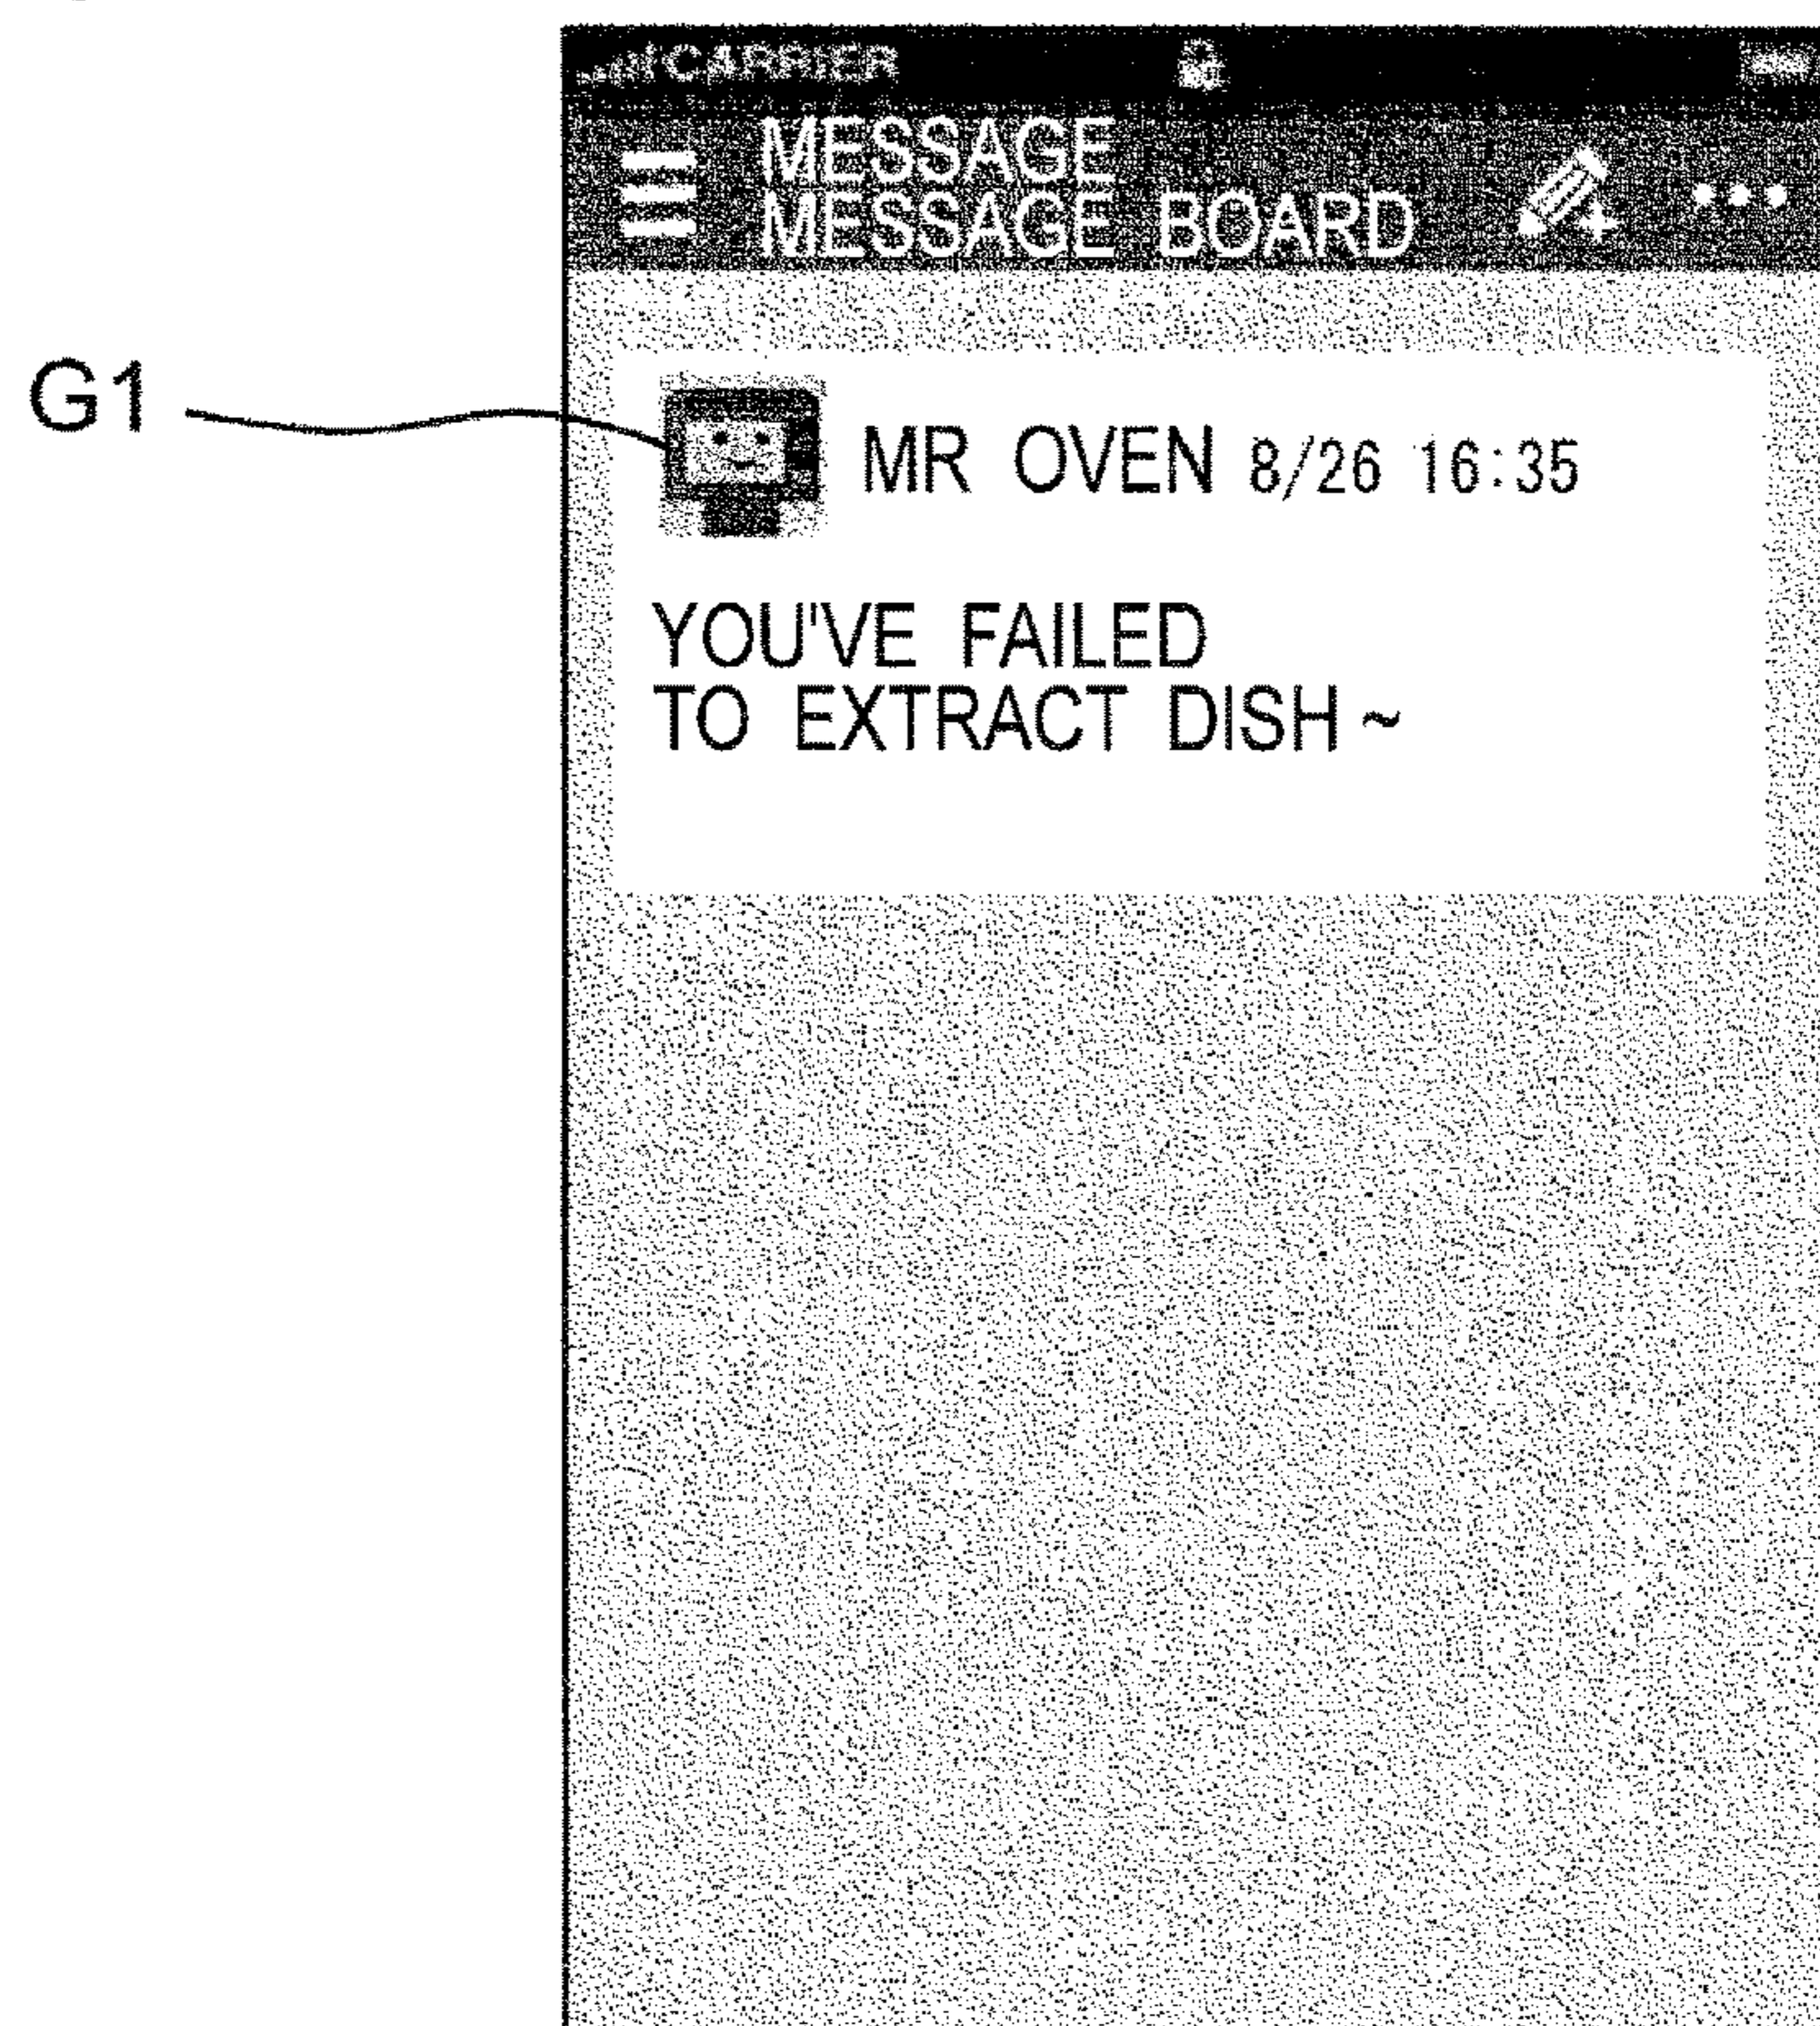 CARRIER
MESSAGE
MESSAGE BOARD
G1
MR OVEN 8/26 16:35
YOU'VE FAILED
TO EXTRACT DISH ~